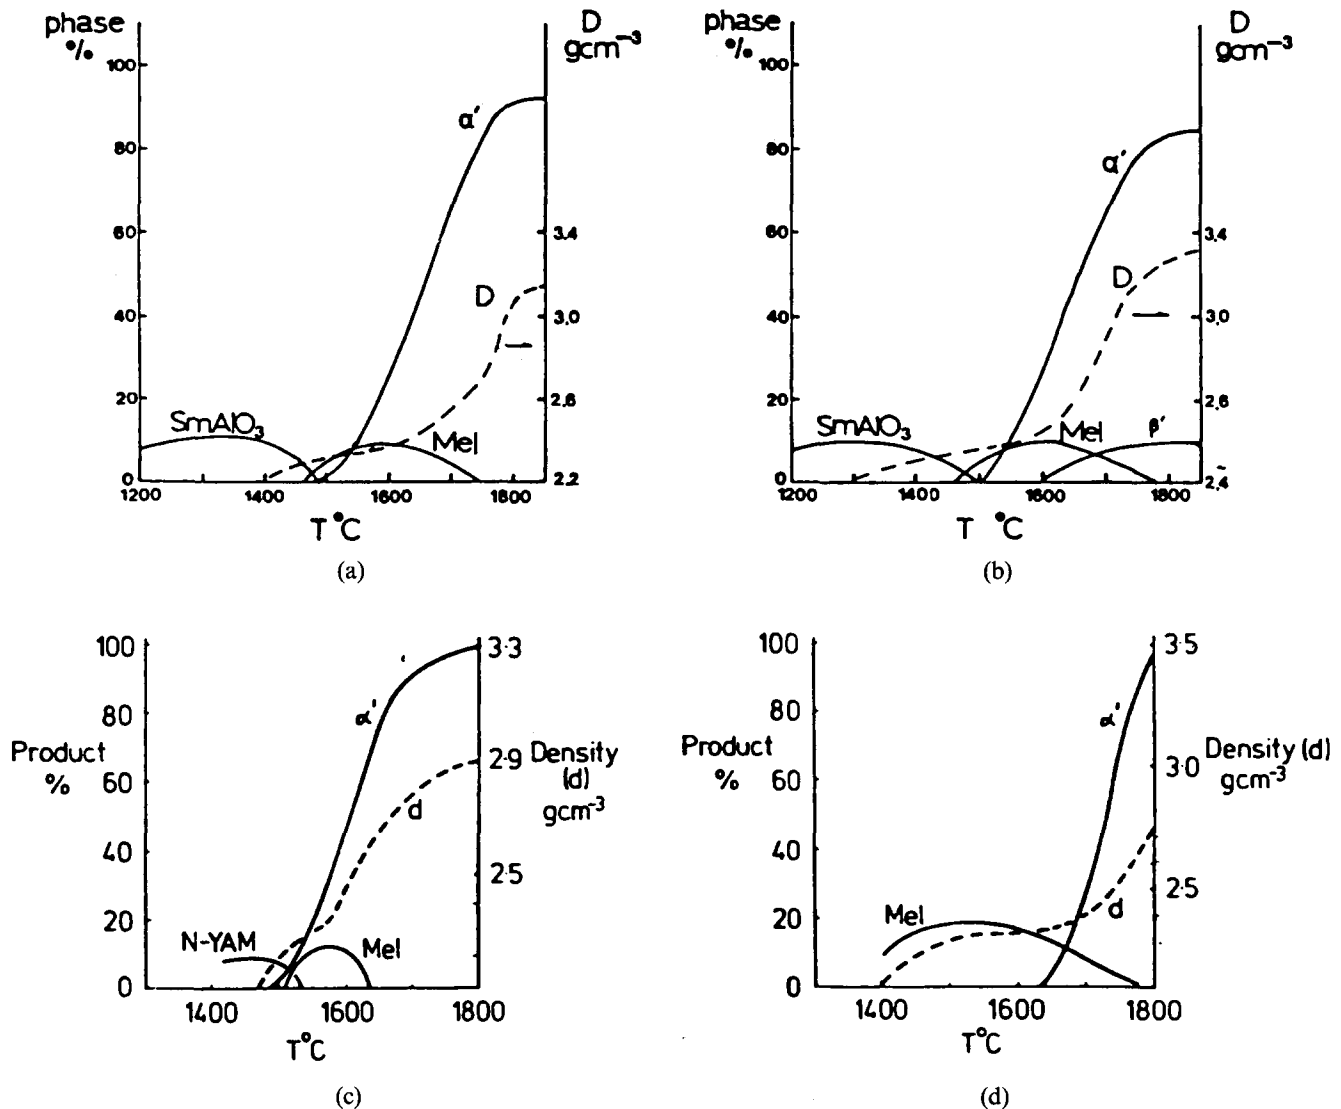 phase
%
D
gcm⁻³
100
80
60
40
20
0
3.4
3,0
2.6
2.2
α'
D
SmAlO₃
Mel
1200 1400 1600 1800
T °C
(a)
phase
%
D
gcm⁻³
100
80
60
40
20
0
3,4
3,0
2,6
2,4
α'
D
SmAlO₃
Mel
β'
1200 1400 1600 1800
T °C
(b)
100
80
60
40
20
0
Product
%
3·3
2·9
2·5
Density
(d)
gcm⁻³
α'
d
N-YAM
Mel
1400 1600 1800
T°C
(c)
100
80
60
40
20
0
Product
%
3·5
3·0
2·5
Density (d)
gcm⁻³
α'
d
Mel
1400 1600 1800
T°C
(d)